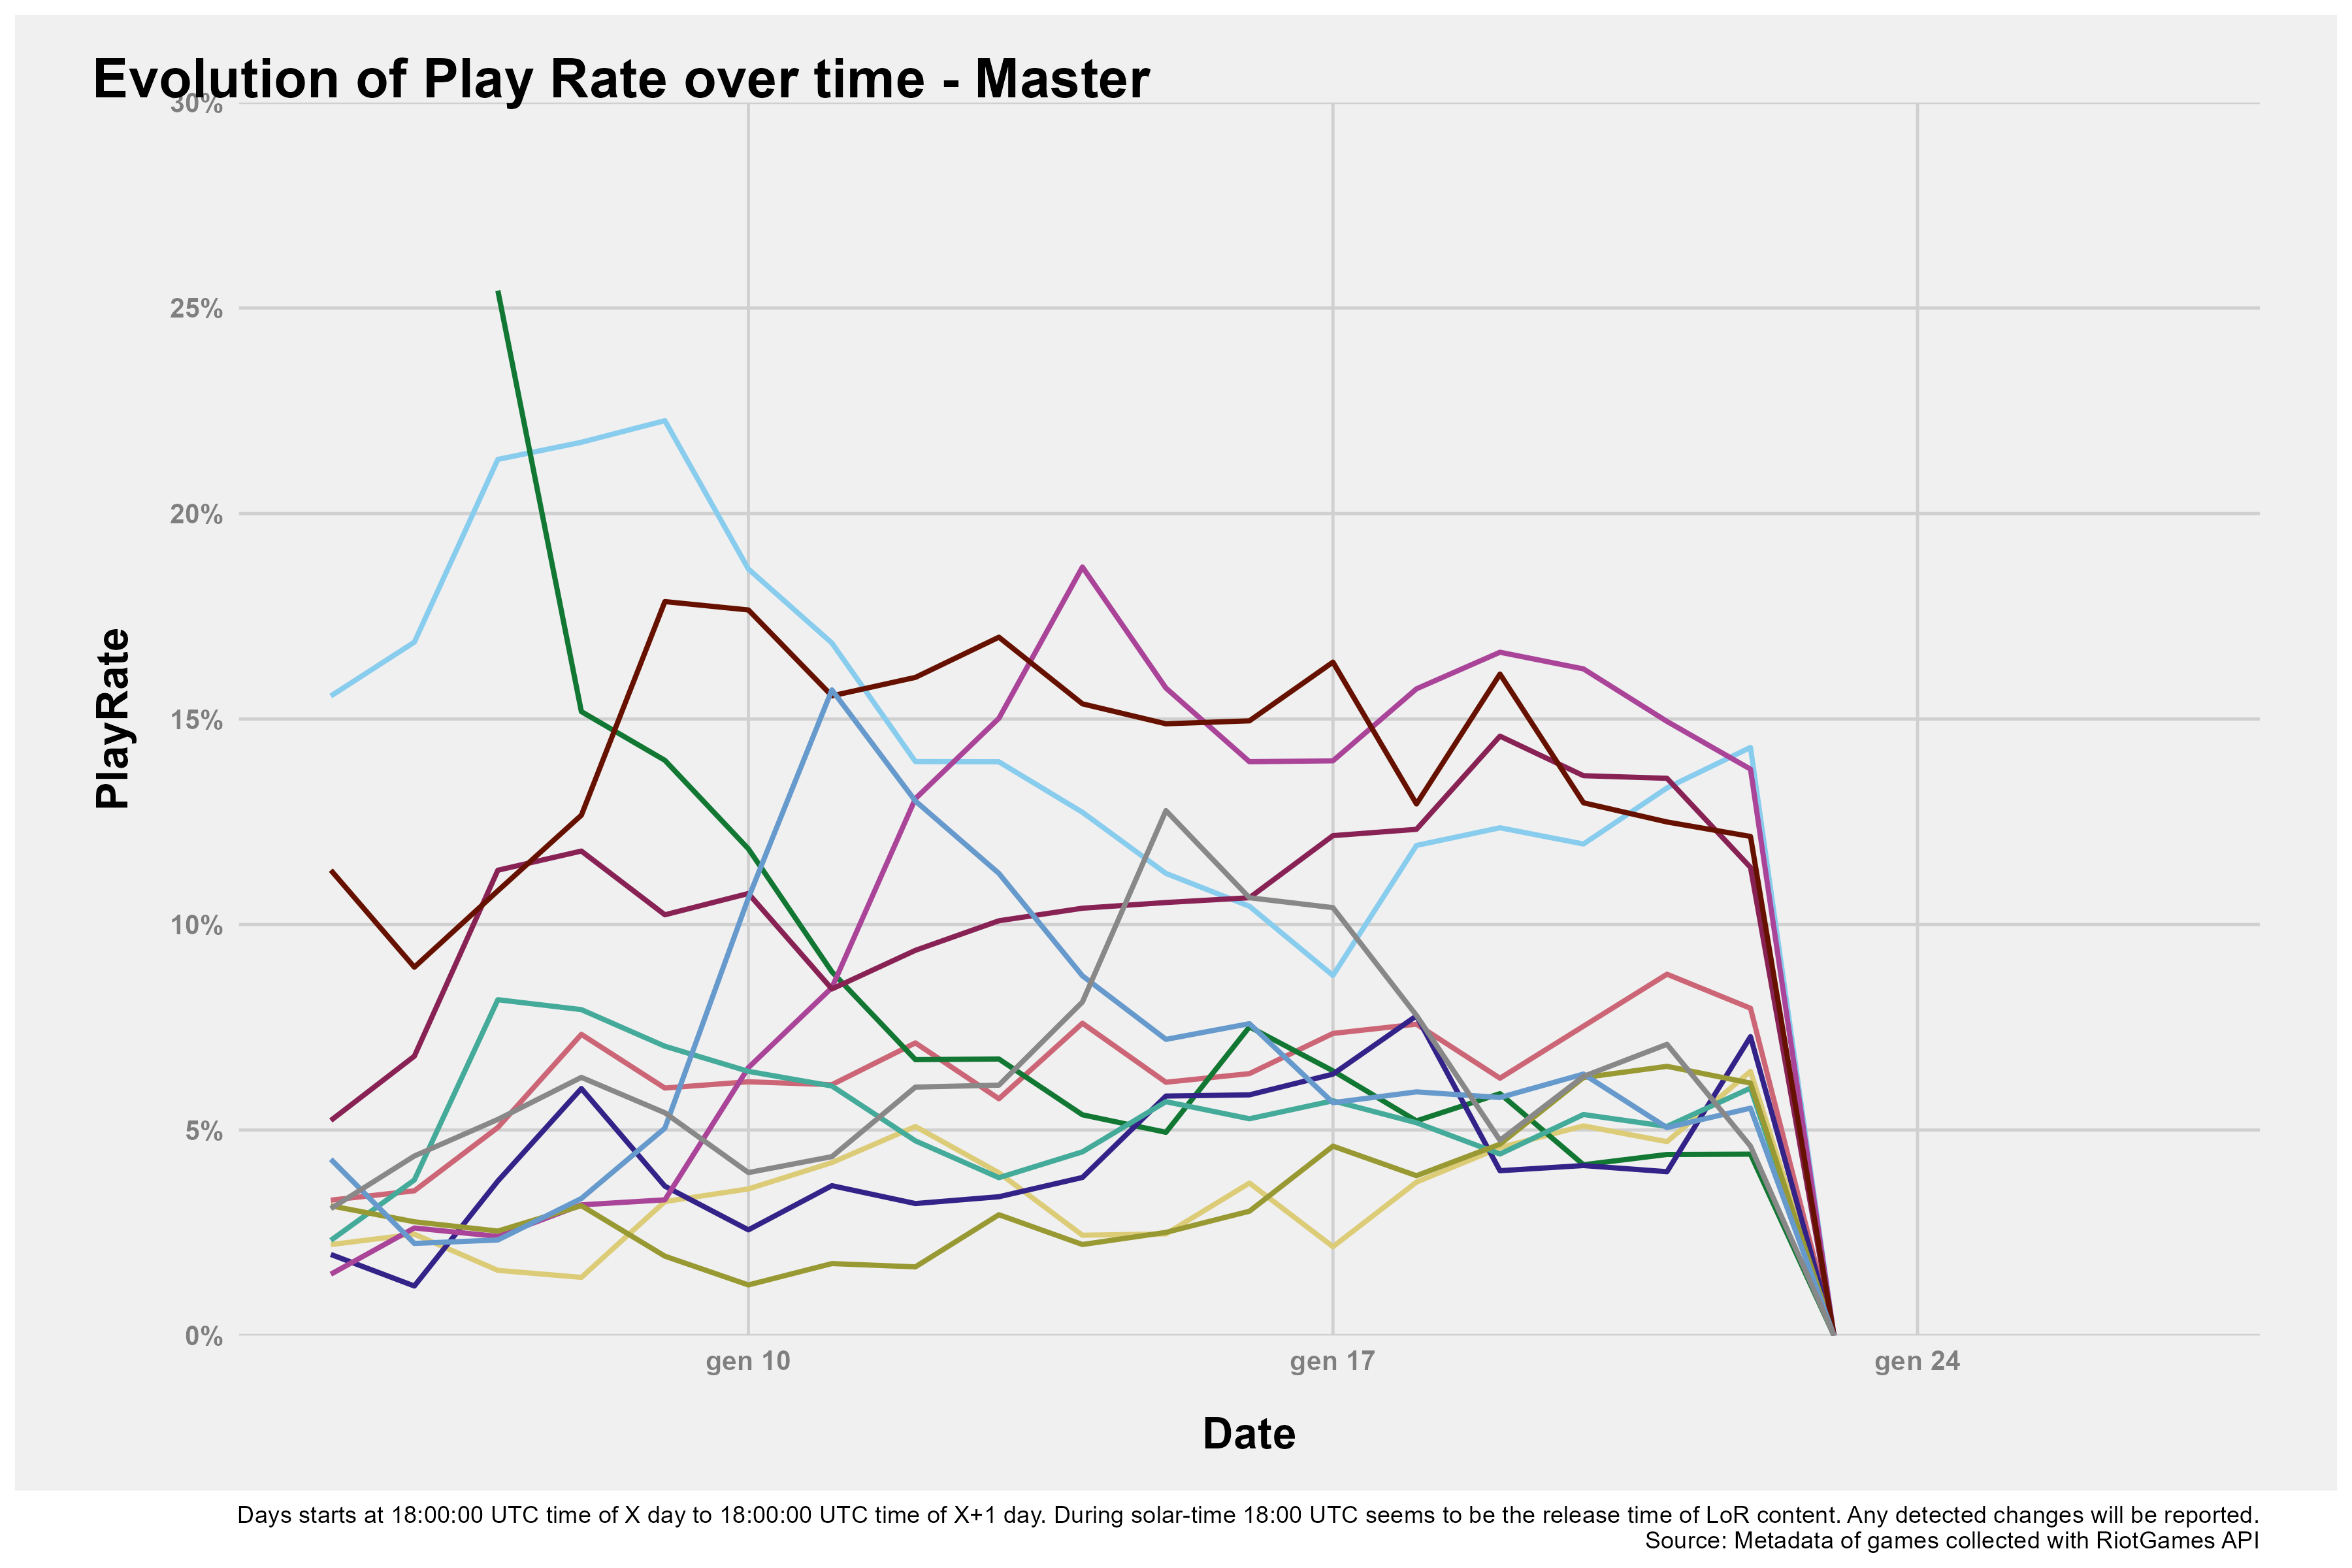 Evolution of Play Rate over time - Master
30%
25%
20%
15%
10%
5%
0%
PlayRate
gen 10
gen 17
gen 24
Date
Days starts at 18:00:00 UTC time of X day to 18:00:00 UTC time of X+1 day. During solar-time 18:00 UTC seems to be the release time of LoR content. Any detected changes will be reported.
Source: Metadata of games collected with RiotGames API